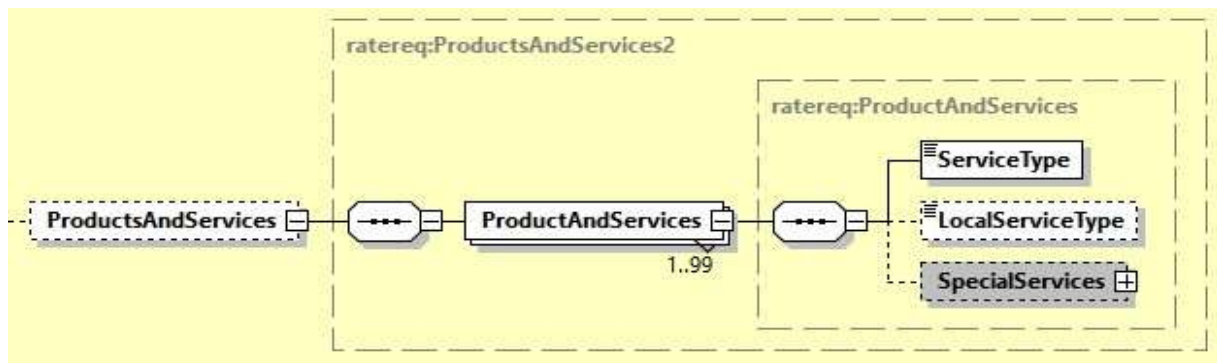 ratereq:ProductsAndServices2
ratereq:ProductAndServices
ServiceType
ProductsAndServices
ProductAndServices
LocalServiceType
1..99
SpecialServices